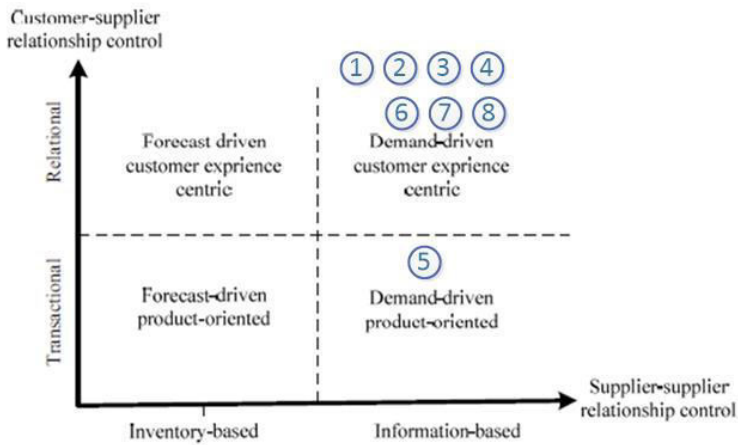 Customer-supplier
relationship control
1 2 3 4
6 7 8
Relational
Forecast driven
customer exprience
centric
Demand-driven
customer exprience
centric
5
Transactional
Forecast-driven
product-oriented
Demand-driven
product-oriented
Supplier-supplier
relationship control
Inventory-based
Information-based